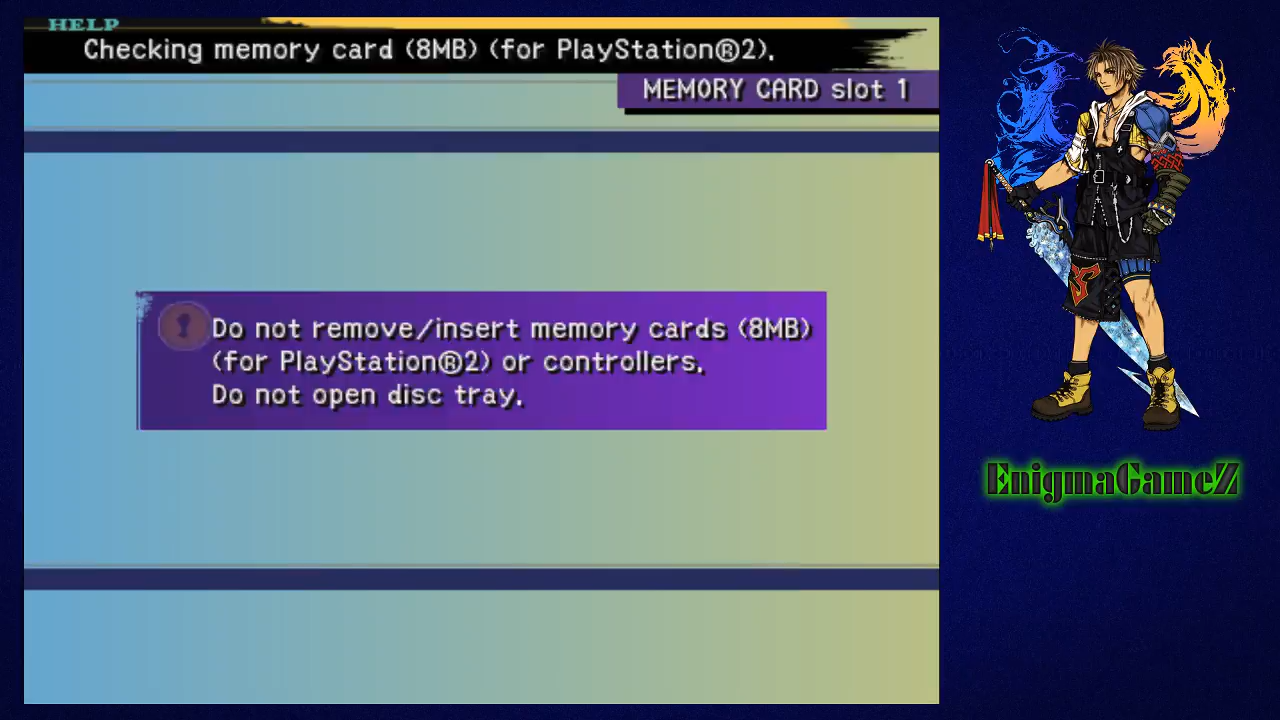 HELP
Checking memory card (8MB) (for PlayStation®2).
MEMORY CARD slot 1
Do not remove/insert memory cards (8MB)
(for PlayStation®2) or controllers.
Do not open disc tray.
EnigmaGameZ